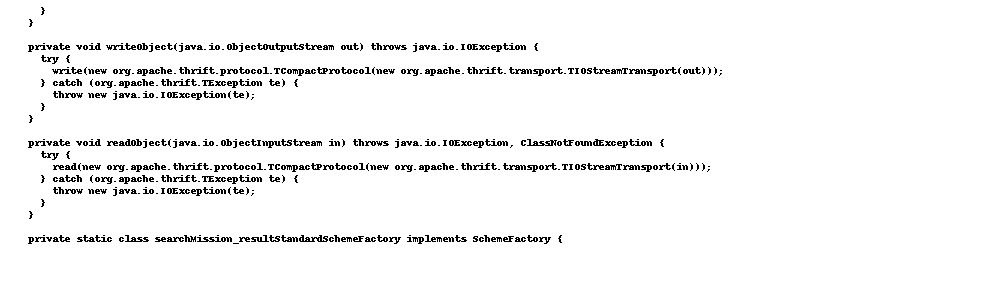 }
}
private void writeObject(java.io.ObjectOutputStream out) throws java.io.IOException {
try {
write(new org.apache.thrift.protocol.TCompactProtocol(new org.apache.thrift.transport.TIOStreamTransport(out)));
} catch (org.apache.thrift.TException te) {
throw new java.io.IOException(te);
}
}
private void readObject(java.io.ObjectInputStream in) throws java.io.IOException, ClassNotFoundException {
try {
read(new org.apache.thrift.protocol.TCompactProtocol(new org.apache.thrift.transport.TIOStreamTransport(in)));
} catch (org.apache.thrift.TException te) {
throw new java.io.IOException(te);
}
}
private static class searchMission_resultStandardSchemeFactory implements SchemeFactory {